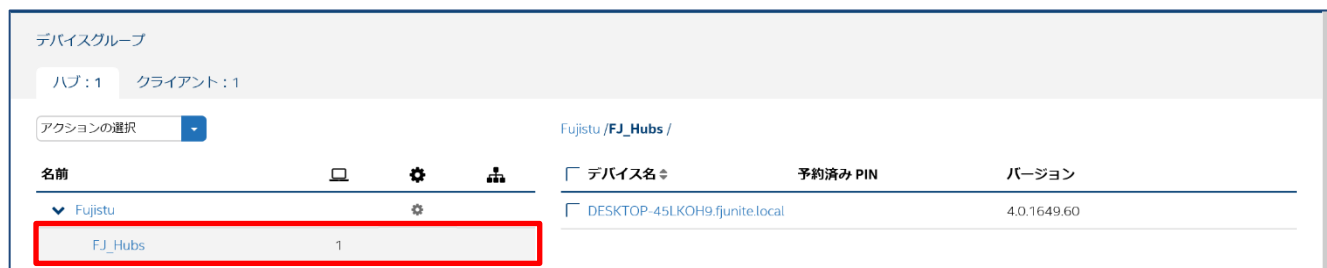 デバイスグループ
ハブ：1 クライアント：1
アクションの選択
Fujistu /FJ_Hubs /
名前 デバイス名 予約済み PIN バージョン
Fujistu
DESKTOP-45LKOH9.fjunite.local 4.0.1649.60
FJ_Hubs 1